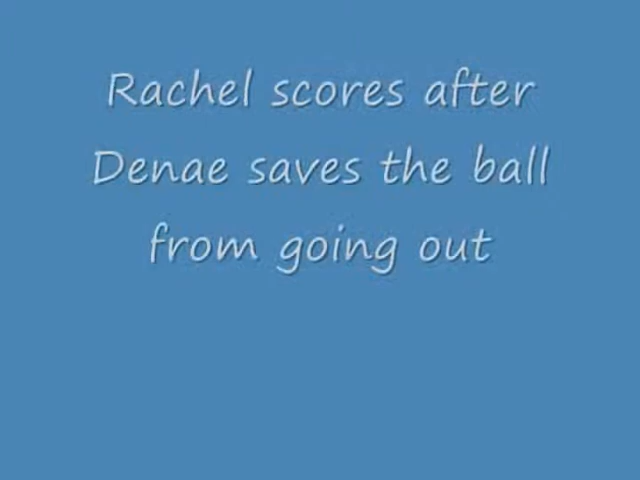 Rachel scores after
Denae saves the ball
from going out